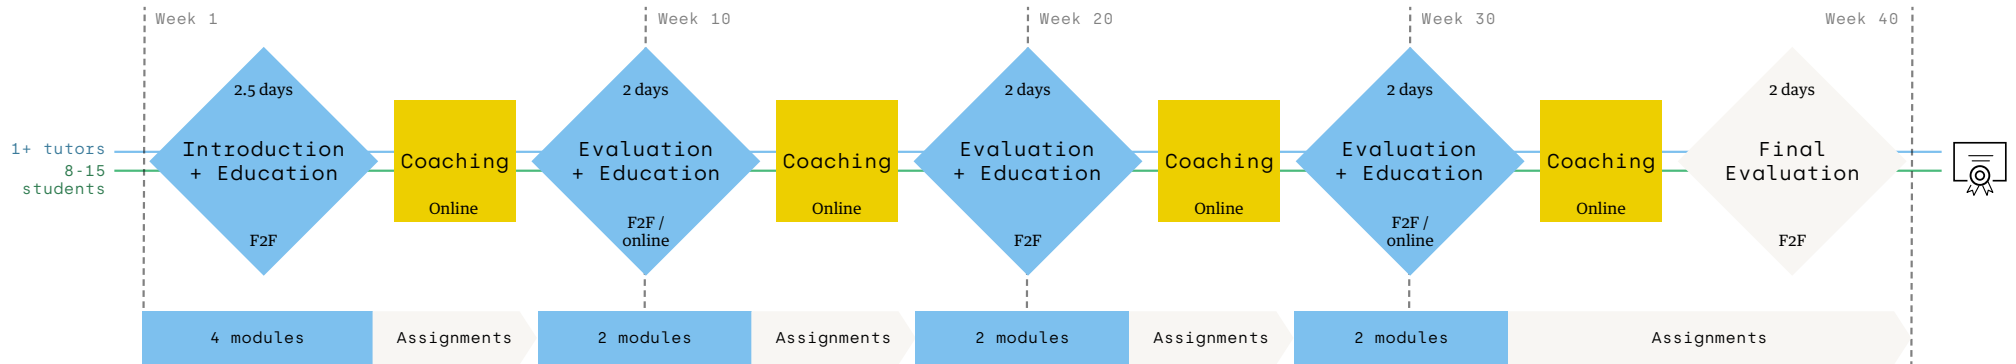 Week 1
Week 10
Week 20
Week 30
Week 40
1+ tutors
8-15
students
2.5 days
Introduction
+ Education
F2F
Coaching
Online
2 days
Evaluation
+ Education
F2F /
online
Coaching
Online
2 days
Evaluation
+ Education
F2F
Coaching
Online
2 days
Evaluation
+ Education
F2F /
online
Coaching
Online
2 days
Final
Evaluation
F2F
4 modules
Assignments
2 modules
Assignments
2 modules
Assignments
2 modules
Assignments